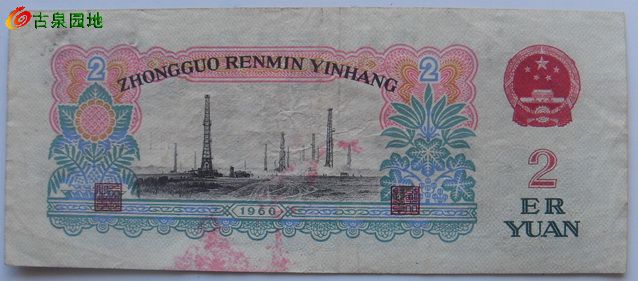 古泉园地
2
2
ZHONGGUO RENMIN YINHANG
1960
2
ER
YUAN